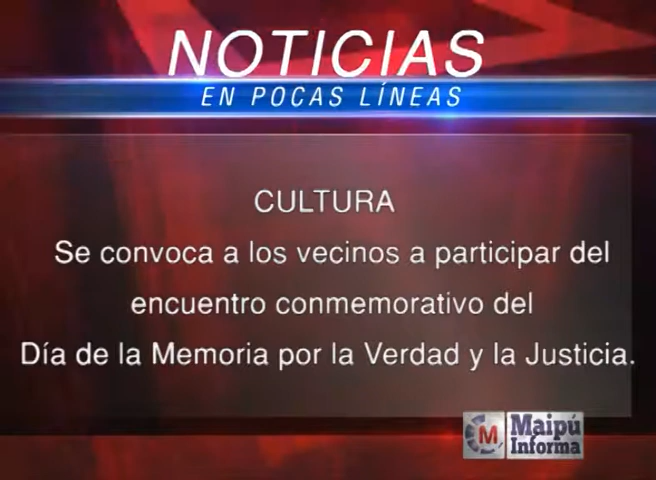 NOTICIAS
EN POCAS LÍNEAS
CULTURA
Se convoca a los vecinos a participar del
encuentro conmemorativo del
Día de la Memoria por la Verdad y la Justicia.
M
Maipú
Informa